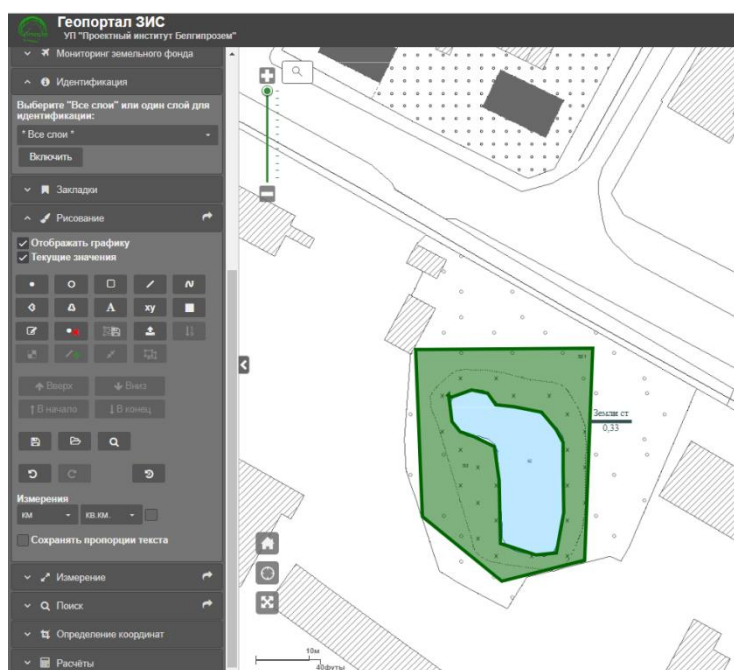 Геопортал ЗИС
УП "Проектный институт Белгипрозем"
Мониторинг земельного фонда
Идентификация
Выберите "Все слои" или один слой для
идентификации:
* Все слои *
Включить
Закладки
Рисование
Отображать графику
Текущие значения
A
xy
Вверх
Вниз
В начало
В конец
Измерения
км
кв.км.
Сохранять пропорции текста
Измерение
Поиск
Определение координат
Расчёты
Земли ст
0,33
10м
40футы